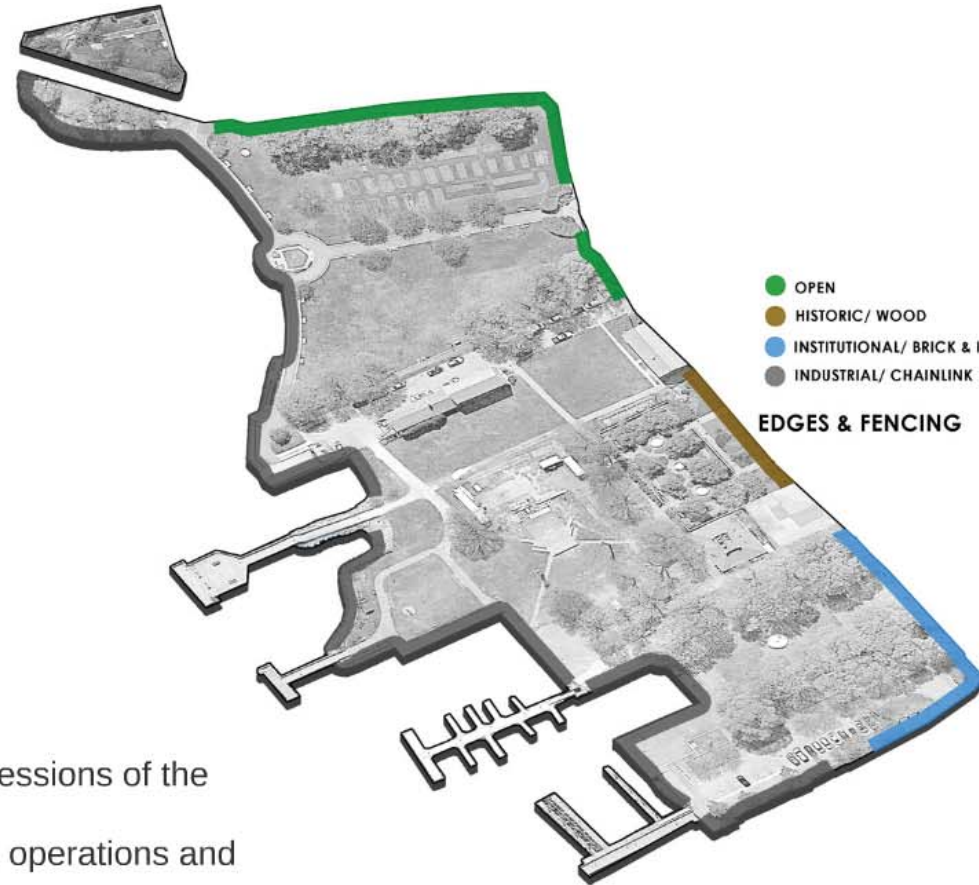 OPEN
HISTORIC/ WOOD
INSTITUTIONAL/ BRICK &
INDUSTRIAL/ CHAINLINK
EDGES & FENCING
essions of the
operations and